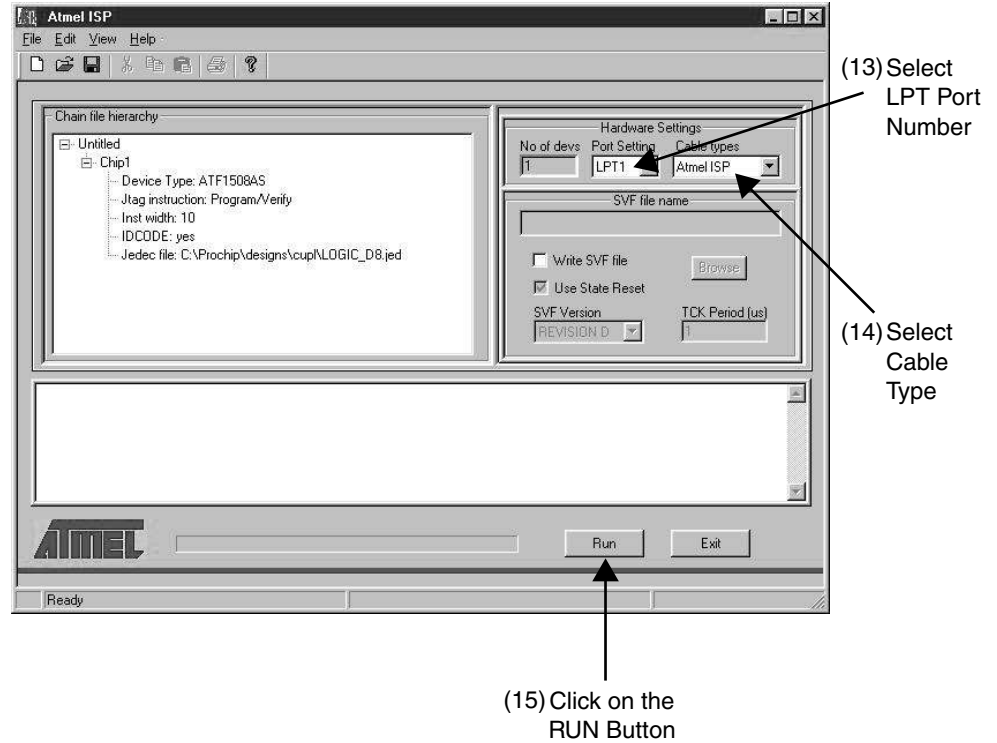 Atmel ISP
File Edit View Help
Chain file hierarchy
Untitled
Chip1
Device Type: ATF1508AS
Jtag instruction: Program/Verify
Inst width: 10
IDCODE: yes
Jedec file: C:\Prochip\designs\cupl\LOGIC_D8.jed
Hardware Settings
No of devs Port Setting Cable types
1 LPT1 Atmel ISP
SVF file name
Write SVF file
Browse
Use State Reset
SVF Version TCK Period (us)
REVISION D 1
ATMEL
Run Exit
Ready
(13) Select
LPT Port
Number
(14) Select
Cable
Type
(15) Click on the
RUN Button